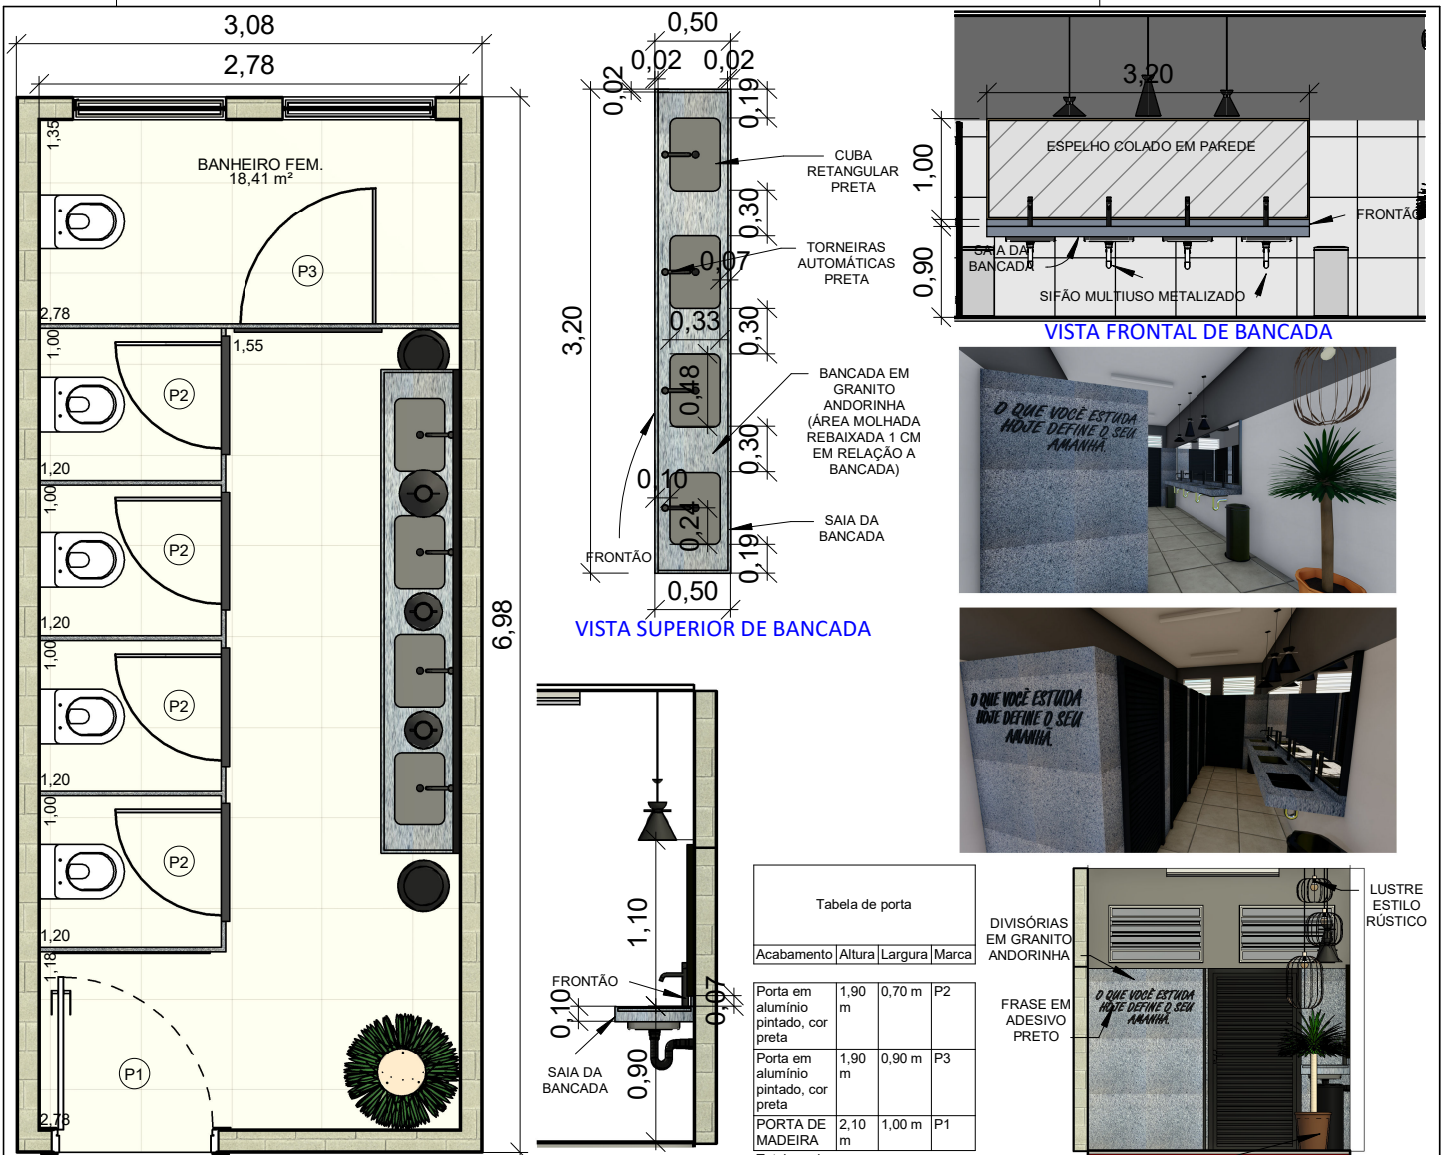 3,08
2,78
1,35
BANHEIRO FEM.
18,41 m²
P3
2,78
1,00
1,55
P2
1,20
1,00
P2
1,20
1,00
P2
1,20
1,00
P2
1,20
1,18
P1
2,78
6,98
0,50
0,02
0,02
0,02
0,19
CUBA
RETANGULAR
PRETA
0,30
TORNEIRAS
AUTOMÁTICAS
PRETA
0,07
3,20
0,33
0,30
0,48
BANCADA EM
GRANITO
ANDORINHA
(ÁREA MOLHADA
REBAIXADA 1 CM
EM RELAÇÃO A
BANCADA)
0,30
0,10
0,24
SAIA DA
BANCADA
FRONTÃO
0,19
0,50
VISTA SUPERIOR DE BANCADA
3,20
ESPELHO COLADO EM PAREDE
1,00
FRONTÃO
SAIA DA
BANCADA
0,90
SIFÃO MULTIUSO METALIZADO
VISTA FRONTAL DE BANCADA
O QUE VOCÊ ESTUDA
HOJE DEFINE O SEU
AMANHÃ.
O QUE VOCÊ ESTUDA
HOJE DEFINE O SEU
AMANHÃ.
1,10
FRONTÃO
0,10
0,07
SAIA DA
BANCADA
0,90
Tabela de porta
Acabamento Altura Largura Marca
Porta em 1,90 0,70 m P2
alumínio m
pintado, cor
preta
Porta em 1,90 0,90 m P3
alumínio m
pintado, cor
preta
PORTA DE 2,10 1,00 m P1
MADEIRA m
DIVISÓRIAS
EM GRANITO
ANDORINHA
FRASE EM
ADESIVO
PRETO
O QUE VOCÊ ESTUDA
HOJE DEFINE O SEU
AMANHÃ.
LUSTRE
ESTILO
RÚSTICO